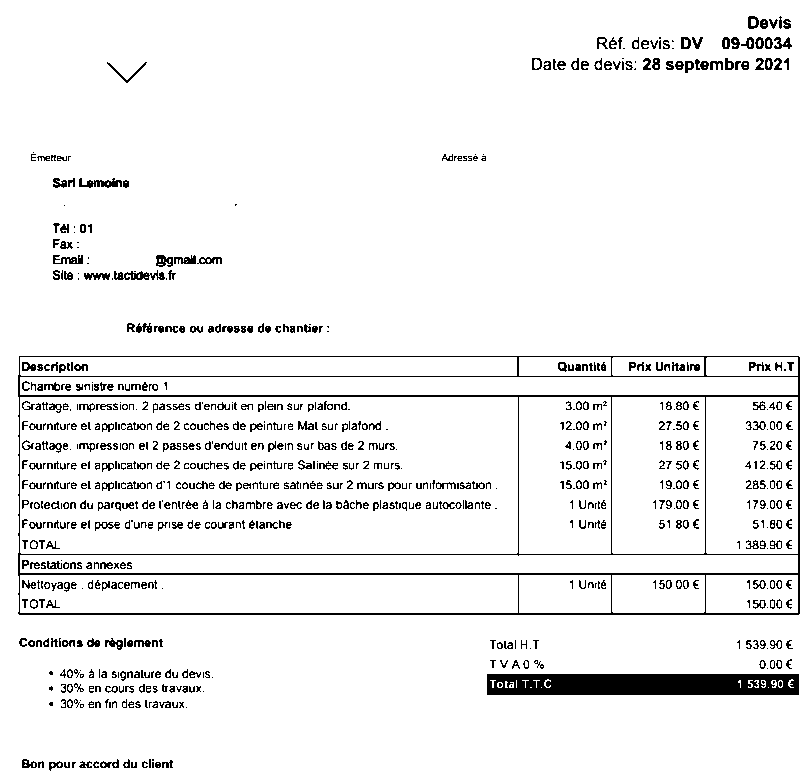 Devis
Réf. devis: DV 09-00034
Date de devis: 28 septembre 2021
Émetteur
Adressé à
Sarl Lemoine
Tél : 01
Fax :
Email : @gmail.com
Site : www.tactidevis.fr
Référence ou adresse de chantier :
Description Quantité Prix Unitaire Prix H.T
Chambre sinistre numéro 1
Grattage, impression, 2 passes d'enduit en plein sur plafond. 3.00 m² 18.80 € 56.40 €
Fourniture et application de 2 couches de peinture Mat sur plafond . 12.00 m² 27.50 € 330.00 €
Grattage, impression et 2 passes d'enduit en plein sur bas de 2 murs. 4.00 m² 18 80 € 75.20 €
Fourniture et application de 2 couches de peinture Satinée sur 2 murs. 15.00 m² 27 50 € 412.50 €
Fourniture et application d'1 couche de peinture satinée sur 2 murs pour uniformisation . 15.00 m² 19.00 € 285.00 €
Protection du parquet de l'entrée à la chambre avec de la bâche plastique autocollante . 1 Unité 179.00 € 179.00 €
Fourniture et pose d'une prise de courant étanche 1 Unité 51 80 € 51.80 €
TOTAL 1 389.90 €
Prestations annexes
Nettoyage , déplacement . 1 Unité 150 00 € 150.00 €
TOTAL 150.00 €
Conditions de règlement
• 40% à la signature du devis.
• 30% en cours des travaux.
• 30% en fin des travaux.
Total H.T 1 539.90 €
T V A 0 % 0.00 €
Total T.T.C 1 539.90 €
Bon pour accord du client